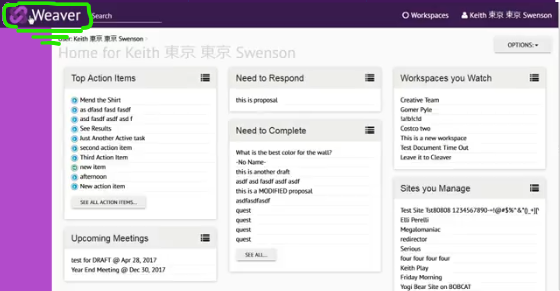 Weaver
Search
Workspaces
Keith 東京 東京 Swenson
User: Keith 東京 東京 Swenson
Home for Keith 東京 東京 Swenson
OPTIONS:
Top Action Items
Mend the Shirt
as dfasd fasd fasdf
asd fasdf asdf asd f
See Results
Just Another Active task
second action item
Third Action Item
new item
afternoon
New action item
SEE ALL ACTION ITEMS...
Upcoming Meetings
test for DRAFT @ Apr 28, 2017
Year End Meeting @ Dec 30, 2017
Need to Respond
this is proposal
Need to Complete
What is the best color for the wall?
-No Name-
this is another draft
asdf asd fasdf asdf asdf
this is a MODIFIED proposal
asdfasdfasdf
quest
quest
quest
quest
SEE ALL...
Workspaces you Watch
Creative Team
Gomer Pyle
Costco two
This is a new workspace
Test Document Time Out
Leave it to Cleaver
Sites you Manage
Test Site Tst80808
Elli Perelli
Megalomaniac
redirector
Serious
four four four four
Keith Play
Friday Morning
Yogi Bear Site on BOBCAT